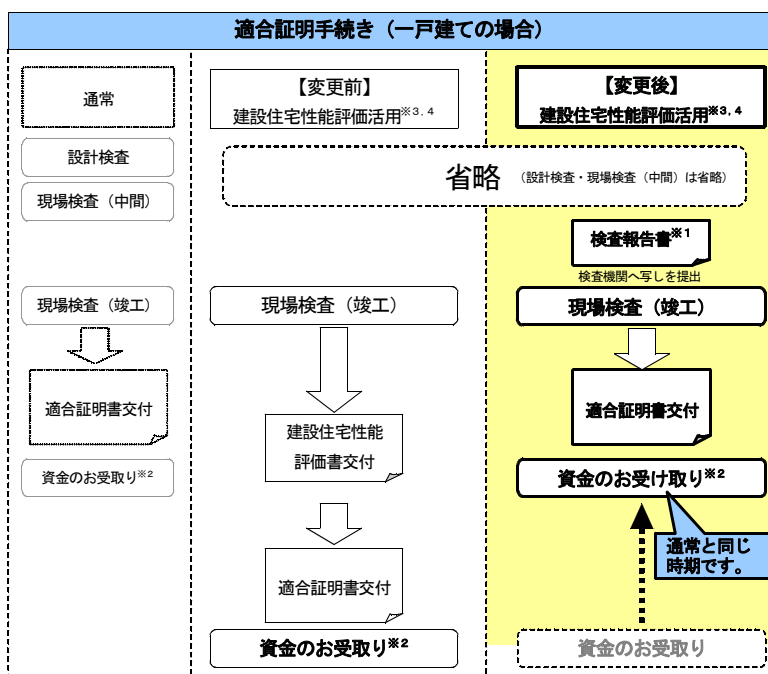 適合証明手続き（一戸建ての場合）
通常
設計検査
現場検査（中間）
現場検査（竣工）
適合証明書交付
資金のお受取り※2
【変更前】
建設住宅性能評価活用※3，4
省略 （設計検査・現場検査（中間）は省略）
現場検査（竣工）
建設住宅性能
評価書交付
適合証明書交付
資金のお受取り※2
【変更後】
建設住宅性能評価活用※3，4
検査報告書※1
検査機関へ写しを提出
現場検査（竣工）
適合証明書交付
資金のお受け取り※2
通常と同じ
時期です。
資金のお受取り